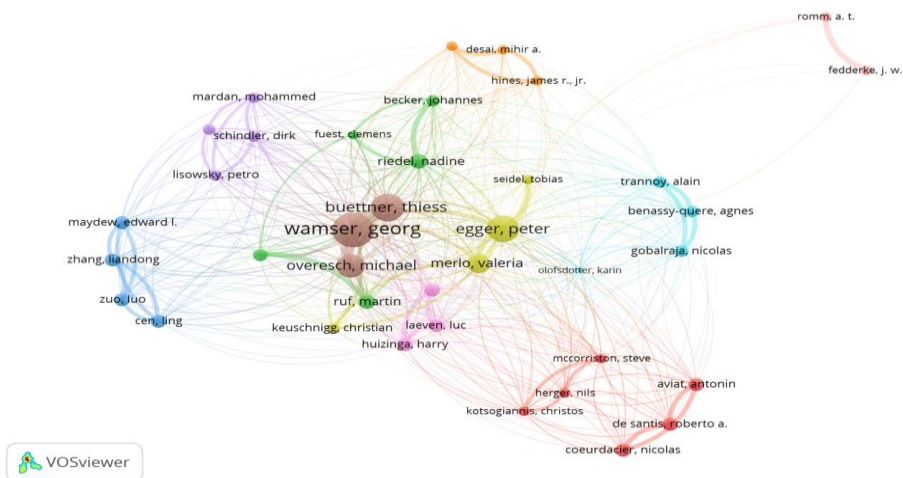 romm, a. t.
desai, mihir a.
fedderke, j. w.
hines, james r., jr.
mardan, mohammed
becker, johannes
schindler, dirk
fuest, clemens
riedel, nadine
lisowsky, petro
seidel, tobias
trannoy, alain
buettner, thiess
benassy-quere, agnes
maydew, edward l.
wamser, georg
egger, peter
gobalraja, nicolas
zhang, liandong
overesch, michael
merlo, valeria
olofsdotter, karin
zuo, luo
ruf, martin
cen, ling
keuschnigg, christian
laeven, luc
huizinga, harry
mccorriston, steve
aviat, antonin
herger, nils
kotsogiannis, christos
de santis, roberto a.
coeurdacier, nicolas
VOSviewer